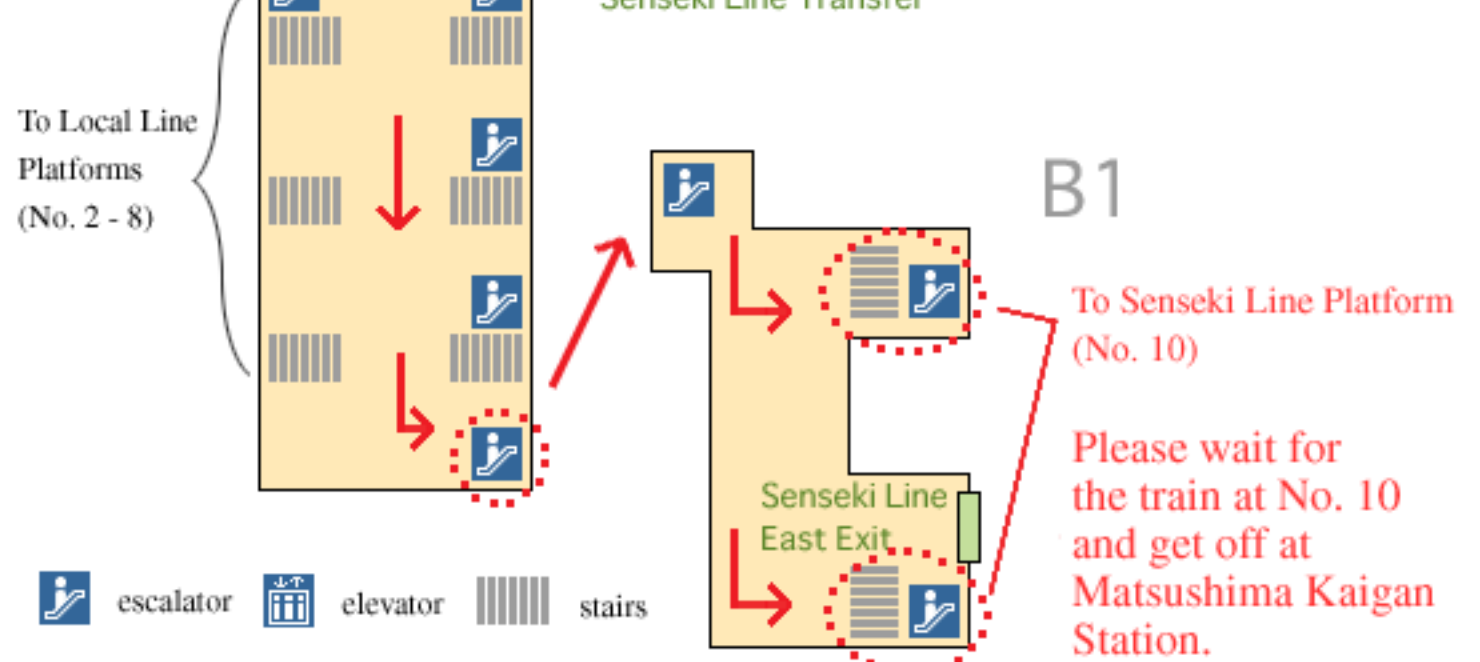 Senseki Line Transfer
To Local Line
Platforms
(No. 2 - 8)
B1
To Senseki Line Platform
(No. 10)
Please wait for
the train at No. 10
and get off at
Matsushima Kaigan
Station.
Senseki Line
East Exit
escalator
elevator
stairs